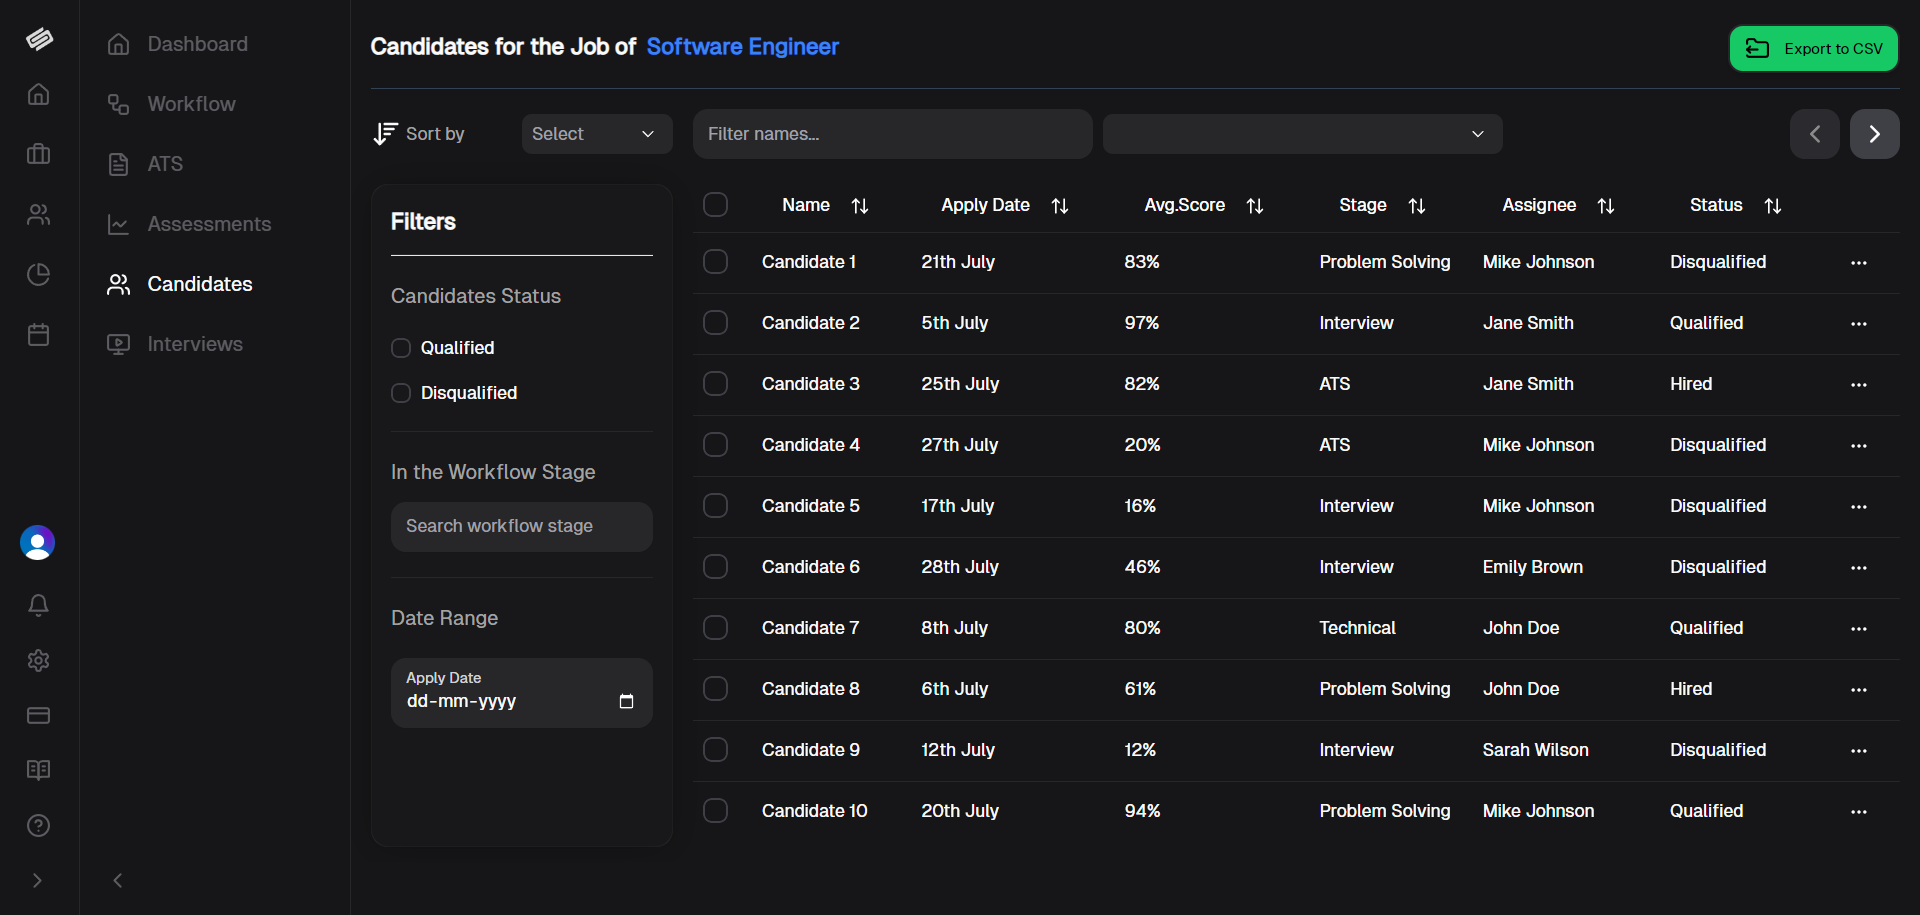 Dashboard
Workflow
ATS
Assessments
Candidates
Interviews
Candidates for the Job of Software Engineer
Export to CSV
Sort by
Select
Filter names...
Filters
Candidates Status
Qualified
Disqualified
In the Workflow Stage
Search workflow stage
Date Range
Apply Date
dd-mm-yyyy
Name Apply Date Avg.Score Stage Assignee Status
Candidate 1 21th July 83% Problem Solving Mike Johnson Disqualified
Candidate 2 5th July 97% Interview Jane Smith Qualified
Candidate 3 25th July 82% ATS Jane Smith Hired
Candidate 4 27th July 20% ATS Mike Johnson Disqualified
Candidate 5 17th July 16% Interview Mike Johnson Disqualified
Candidate 6 28th July 46% Interview Emily Brown Disqualified
Candidate 7 8th July 80% Technical John Doe Qualified
Candidate 8 6th July 61% Problem Solving John Doe Hired
Candidate 9 12th July 12% Interview Sarah Wilson Disqualified
Candidate 10 20th July 94% Problem Solving Mike Johnson Qualified